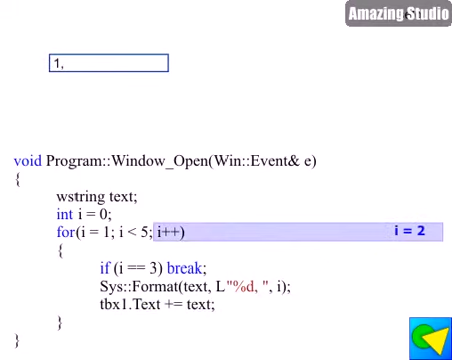 Amazing Studio
1,
void Program::Window_Open(Win::Event& e)
{
wstring text;
int i = 0;
for(i = 1; i < 5; i++) i = 2
{
if (i == 3) break;
Sys::Format(text, L"%d, ", i);
tbx1.Text += text;
}
}